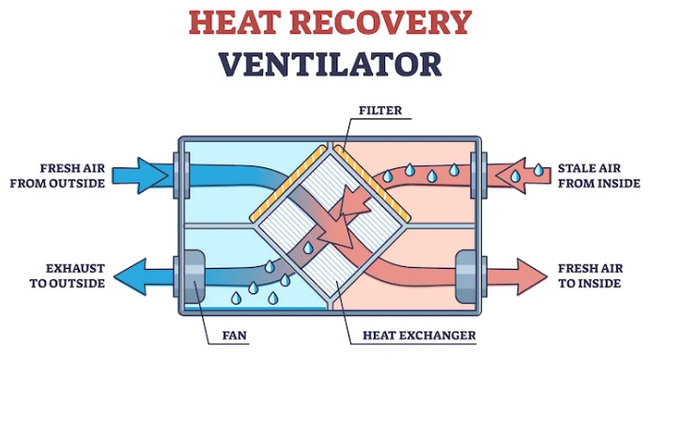 HEAT RECOVERY
VENTILATOR
FILTER
FRESH AIR
FROM OUTSIDE
STALE AIR
FROM INSIDE
EXHAUST
TO OUTSIDE
FRESH AIR
TO INSIDE
FAN
HEAT EXCHANGER